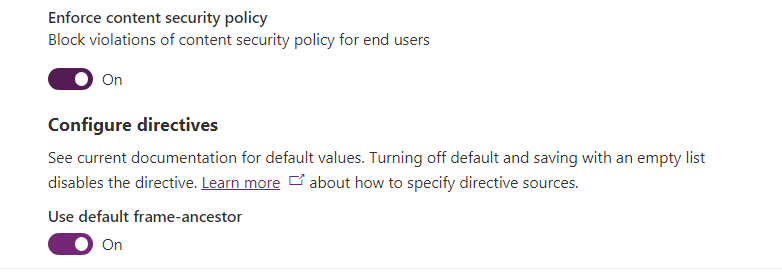 Enforce content security policy
Block violations of content security policy for end users
On
Configure directives
See current documentation for default values. Turning off default and saving with an empty list
disables the directive. Learn more about how to specify directive sources.
Use default frame-ancestor
On